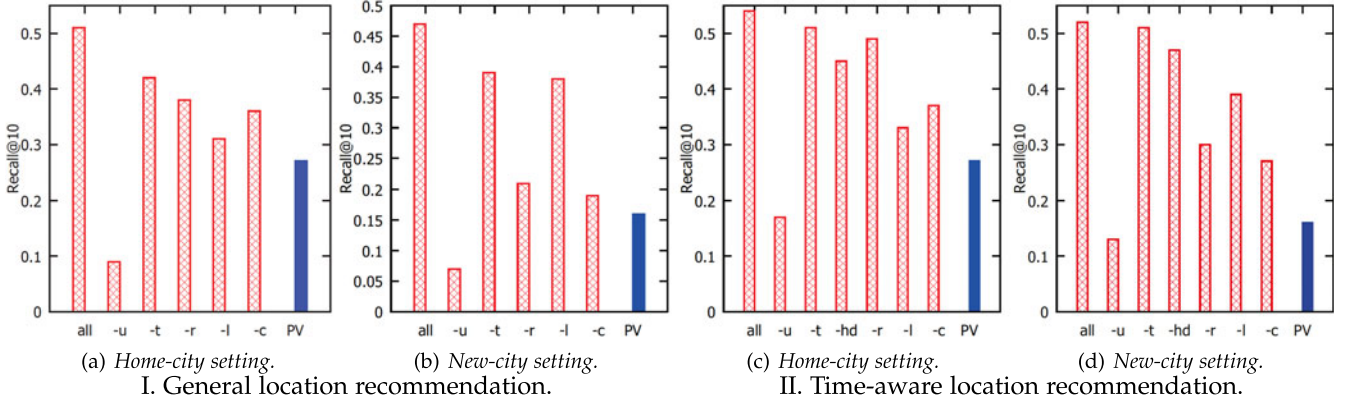 Recall@10
0.5
0.4
0.3
0.2
0.1
0
all -u -t -r -l -c PV
(a) Home-city setting.
Recall@10
0.5
0.45
0.4
0.35
0.3
0.25
0.2
0.15
0.1
0.05
0
all -u -t -r -l -c PV
(b) New-city setting.
I. General location recommendation.
Recall@10
0.5
0.4
0.3
0.2
0.1
0
all -u -t -hd -r -l -c PV
(c) Home-city setting.
Recall@10
0.5
0.4
0.3
0.2
0.1
0
all -u -t -hd -r -l -c PV
(d) New-city setting.
II. Time-aware location recommendation.